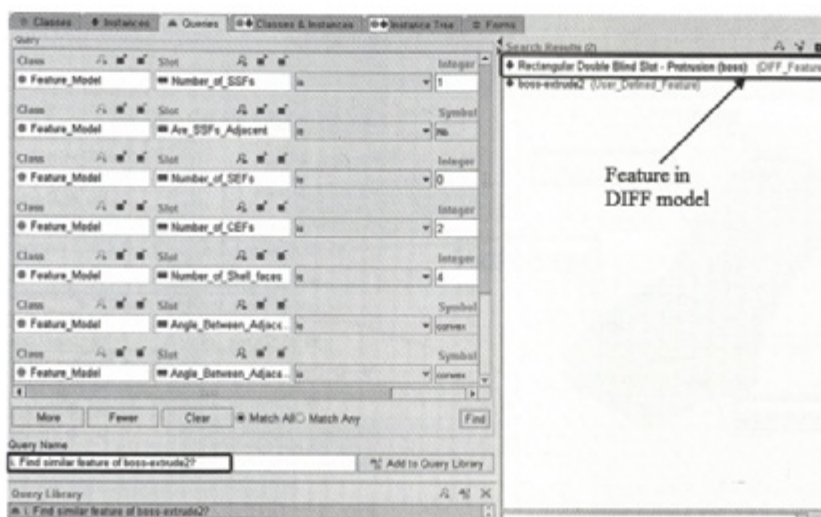 Classes Instances Queries Classes & Instances Instance Tree Forms
Query
Class Slot Integer
Feature_Model Number_of_SSFs is 1
Class Slot Symbol
Feature_Model Are_SSFs_Adjacent is
Class Slot Integer
Feature_Model Number_of_SEFs is 0
Class Slot Integer
Feature_Model Number_of_CEFs is 2
Class Slot Integer
Feature_Model Number_of_Shell_faces is 4
Class Slot Symbol
Feature_Model Angle_Between_Adjace... is convex
Class Slot Symbol
Feature_Model Angle_Between_Adjace... is convex
More Fewer Clear Match All Match Any Find
Query Name
i. Find similar feature of boss-extrude2?
Add to Query Library
Query Library
i. Find similar feature of boss-extrude2?
Search Results (2)
Rectangular Double Blind Slot - Protrusion (boss) (DIFF_Feature
boss-extrude2 (User_Defined_Feature)
Feature in
DIFF model